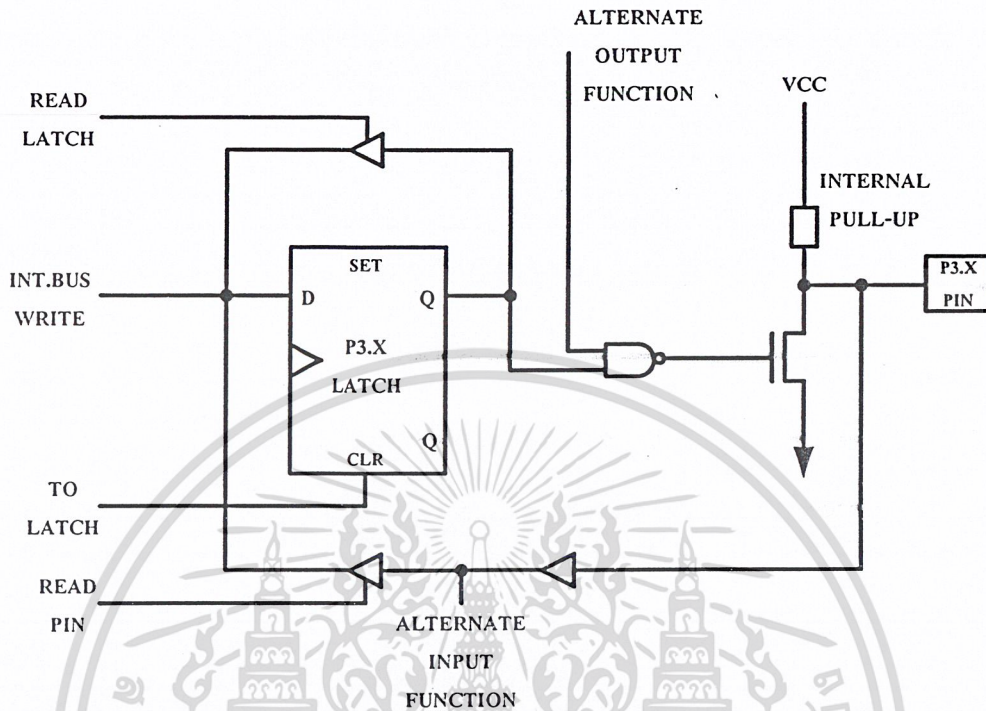 ALTERNATE
OUTPUT
FUNCTION
VCC
READ
LATCH
INTERNAL
PULL-UP
INT.BUS
WRITE
SET
D
Q
P3.X
LATCH
Q
CLR
P3.X
PIN
TO
LATCH
READ
PIN
ALTERNATE
INPUT
FUNCTION